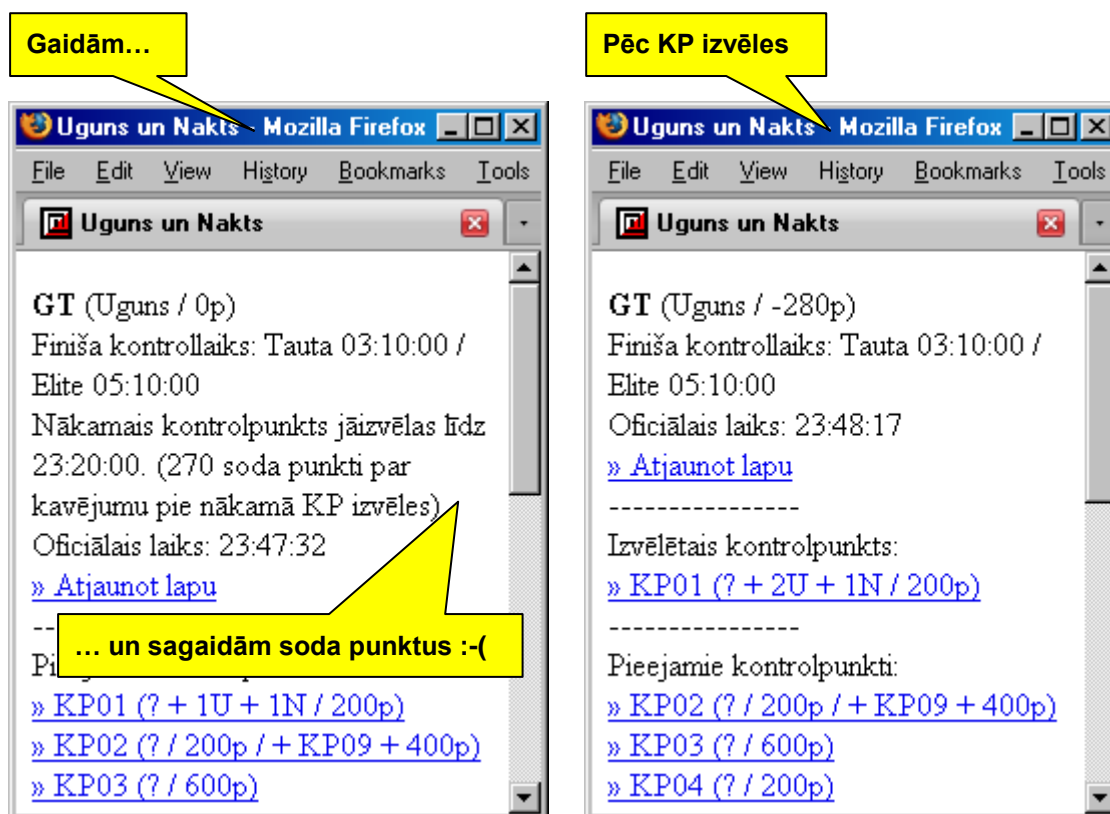 Gaidām…
Uguns un Nakts - Mozilla Firefox
File Edit View History Bookmarks Tools
Uguns un Nakts
GT (Uguns / 0p)
Finiša kontrollaiks: Tauta 03:10:00 /
Elite 05:10:00
Nākamais kontrolpunkts jāizvēlas līdz
23:20:00. (270 soda punkti par
kavējumu pie nākamā KP izvēles)
Oficiālais laiks: 23:47:32
» Atjaunot lapu
… un sagaidām soda punktus :-(
» KP01 (? + 1U + 1N / 200p)
» KP02 (? / 200p / + KP09 + 400p)
» KP03 (? / 600p)
Pēc KP izvēles
Uguns un Nakts - Mozilla Firefox
File Edit View History Bookmarks Tools
Uguns un Nakts
GT (Uguns / -280p)
Finiša kontrollaiks: Tauta 03:10:00 /
Elite 05:10:00
Oficiālais laiks: 23:48:17
» Atjaunot lapu
----------------
Izvēlētais kontrolpunkts:
» KP01 (? + 2U + 1N / 200p)
----------------
Pieejamie kontrolpunkti:
» KP02 (? / 200p / + KP09 + 400p)
» KP03 (? / 600p)
» KP04 (? / 200p)